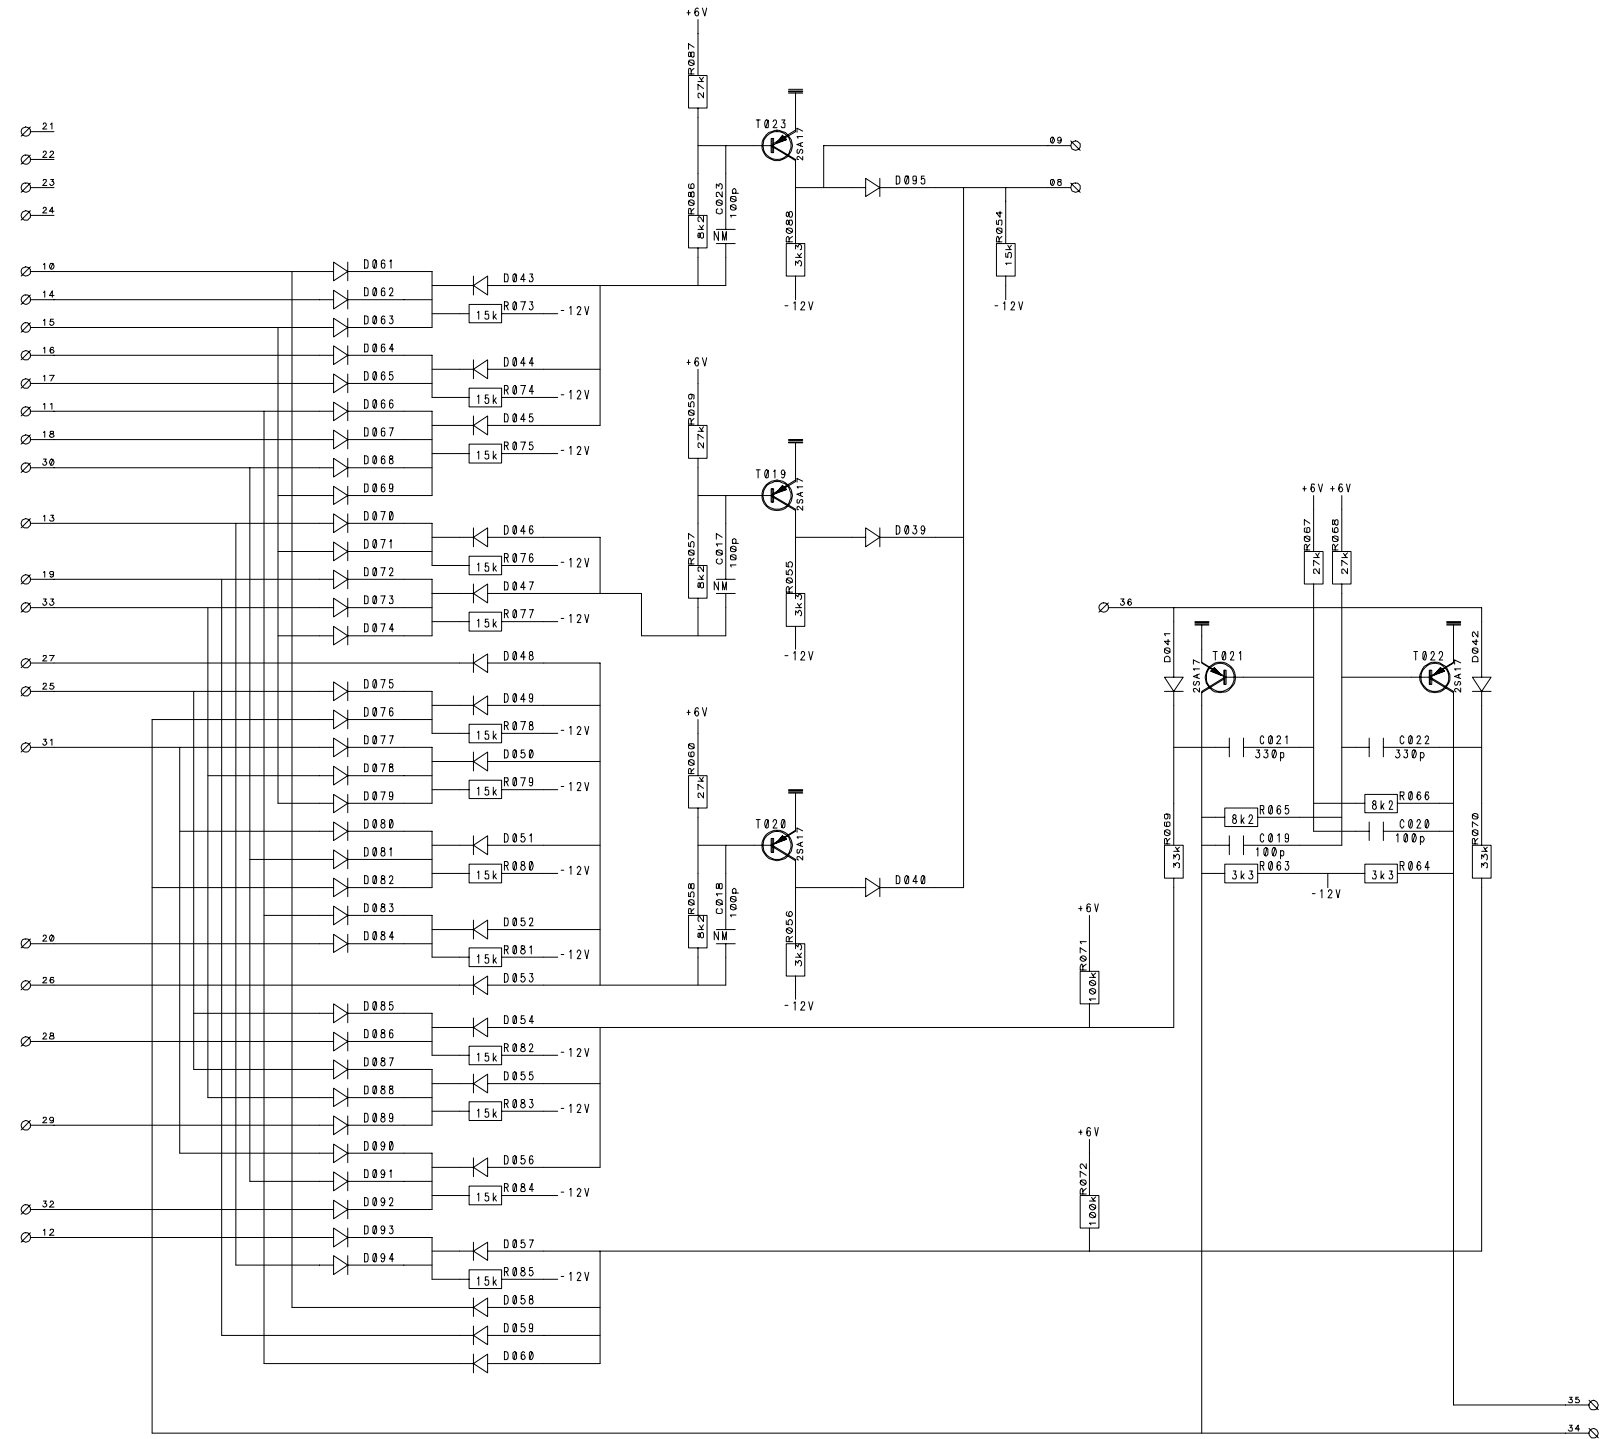 +6V
R087
27k
T023
2SA17
21
22
23
24
09
08
D095
R086
8k2
C023
100p
NM
R088
3k3
-12V
R054
15k
-12V
10
D061
D043
14
D062
R073
15k
-12V
15
D063
16
D064
D044
17
D065
R074
15k
-12V
11
D066
D045
18
D067
R075
15k
-12V
30
D068
D069
+6V
R059
27k
T019
2SA17
13
D070
D046
D071
R076
15k
-12V
19
D072
D047
33
D073
R077
15k
-12V
D074
R057
8k2
C017
100p
NM
R055
3k3
-12V
D039
27
D048
25
D075
D049
D076
R078
15k
-12V
31
D077
D050
D078
R079
15k
-12V
D079
D080
D051
D081
R080
15k
-12V
D082
D083
D052
20
D084
R081
15k
-12V
26
D053
+6V
R060
27k
T020
2SA17
R058
8k2
C018
100p
NM
R056
3k3
-12V
D040
+6V +6V
R067
27k
R068
27k
36
D041
T021
2SA17
T022
2SA17
D042
C021
330p
C022
330p
R065
8k2
R066
8k2
C019
100p
C020
100p
R063
3k3
R064
3k3
-12V
R069
33k
R070
33k
+6V
R071
100k
D085
D054
28
D086
R082
15k
-12V
D087
D055
D088
R083
15k
-12V
29
D089
D090
D056
D091
R084
15k
-12V
32
D092
+6V
R072
100k
12
D093
D057
D094
R085
15k
-12V
D058
D059
D060
35
34